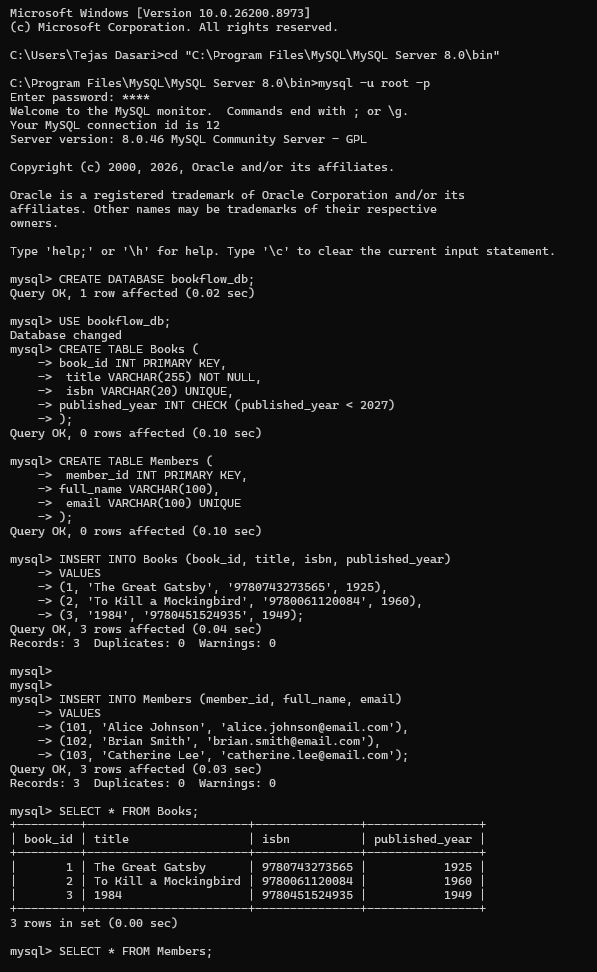 Microsoft Windows [Version 10.0.26200.8973]
(c) Microsoft Corporation. All rights reserved.

C:\Users\Tejas Dasari>cd "C:\Program Files\MySQL\MySQL Server 8.0\bin"

C:\Program Files\MySQL\MySQL Server 8.0\bin>mysql -u root -p
Enter password: ****
Welcome to the MySQL monitor.  Commands end with ; or \g.
Your MySQL connection id is 12
Server version: 8.0.46 MySQL Community Server - GPL

Copyright (c) 2000, 2026, Oracle and/or its affiliates.

Oracle is a registered trademark of Oracle Corporation and/or its
affiliates. Other names may be trademarks of their respective
owners.

Type 'help;' or '\h' for help. Type '\c' to clear the current input statement.

mysql> CREATE DATABASE bookflow_db;
Query OK, 1 row affected (0.02 sec)

mysql> USE bookflow_db;
Database changed
mysql> CREATE TABLE Books (
    -> book_id INT PRIMARY KEY,
    ->  title VARCHAR(255) NOT NULL,
    ->  isbn VARCHAR(20) UNIQUE,
    -> published_year INT CHECK (published_year < 2027)
    -> );
Query OK, 0 rows affected (0.10 sec)

mysql> CREATE TABLE Members (
    ->  member_id INT PRIMARY KEY,
    -> full_name VARCHAR(100),
    ->  email VARCHAR(100) UNIQUE
    -> );
Query OK, 0 rows affected (0.10 sec)

mysql> INSERT INTO Books (book_id, title, isbn, published_year)
    -> VALUES
    -> (1, 'The Great Gatsby', '9780743273565', 1925),
    -> (2, 'To Kill a Mockingbird', '9780061120084', 1960),
    -> (3, '1984', '9780451524935', 1949);
Query OK, 3 rows affected (0.04 sec)
Records: 3  Duplicates: 0  Warnings: 0

mysql>
mysql>
mysql> INSERT INTO Members (member_id, full_name, email)
    -> VALUES
    -> (101, 'Alice Johnson', 'alice.johnson@email.com'),
    -> (102, 'Brian Smith', 'brian.smith@email.com'),
    -> (103, 'Catherine Lee', 'catherine.lee@email.com');
Query OK, 3 rows affected (0.03 sec)
Records: 3  Duplicates: 0  Warnings: 0

mysql> SELECT * FROM Books;
+---------+-----------------------+---------------+----------------+
| book_id | title                 | isbn          | published_year |
+---------+-----------------------+---------------+----------------+
|       1 | The Great Gatsby      | 9780743273565 |           1925 |
|       2 | To Kill a Mockingbird | 9780061120084 |           1960 |
|       3 | 1984                  | 9780451524935 |           1949 |
+---------+-----------------------+---------------+----------------+
3 rows in set (0.00 sec)

mysql> SELECT * FROM Members;